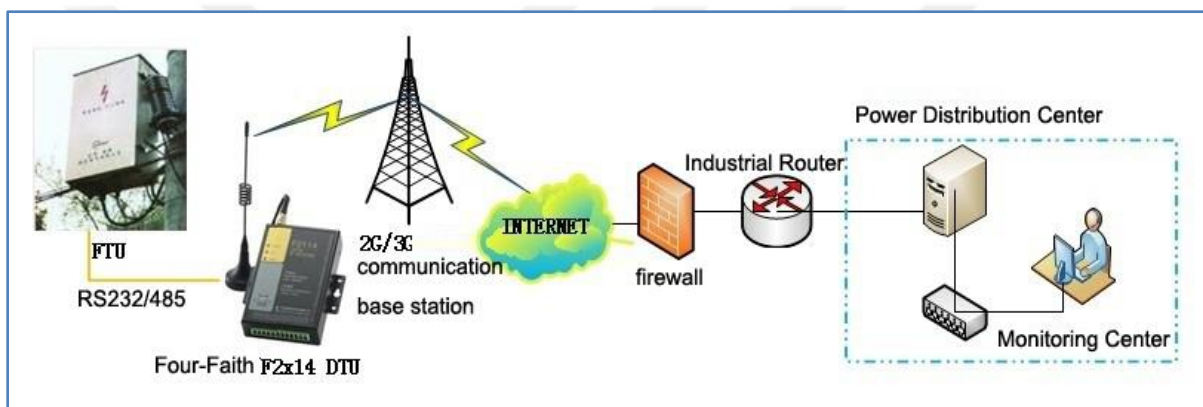 Power Distribution Center
Industrial Router
INTERNET
FTU
2G/3G
communication
base station
firewall
RS232/485
Monitoring Center
Four-Faith F2x14 DTU